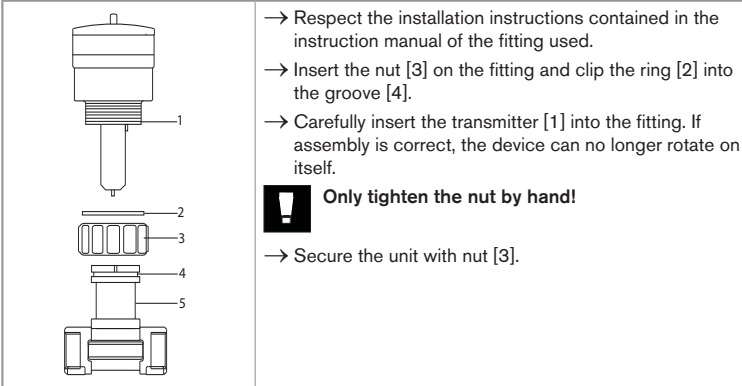 1
2
3
4
5
→ Respect the installation instructions contained in the
instruction manual of the fitting used.
→ Insert the nut [3] on the fitting and clip the ring [2] into
the groove [4].
→ Carefully insert the transmitter [1] into the fitting. If
assembly is correct, the device can no longer rotate on
itself.
Only tighten the nut by hand!
→ Secure the unit with nut [3].